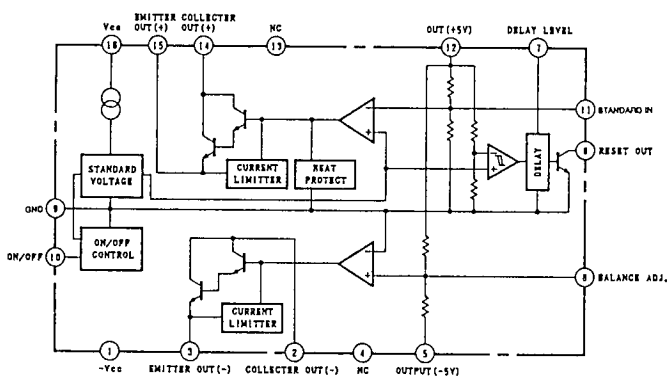 EMITTER COLLECTER
Vcc OUT(+) OUT(+) NC OUT(+5V) DELAY LEVEL
16 15 14 13 12 7
11 STANDARD IN
STANDARD
VOLTAGE
CURRENT
LIMITTER
HEAT
PROTECT
DELAY
RESET OUT
GND 9
ON/OFF
CONTROL
ON/OFF 10
BALANCE ADJ.
CURRENT
LIMITTER
1 3 2 4 5
-Vcc EMITTER OUT(-) COLLECTER OUT(-) NC OUTPUT(-5V)